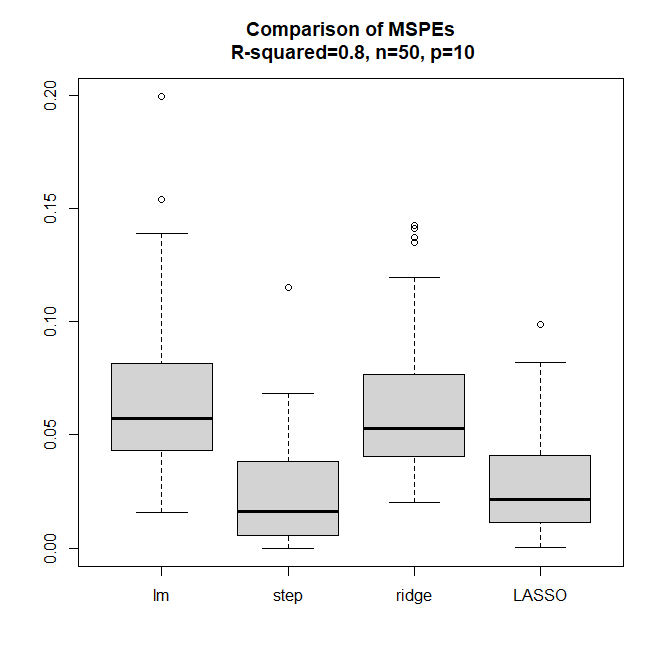 Comparison of MSPEs
R-squared=0.8, n=50, p=10
0.20
0.15
0.10
0.05
0.00
lm step ridge LASSO